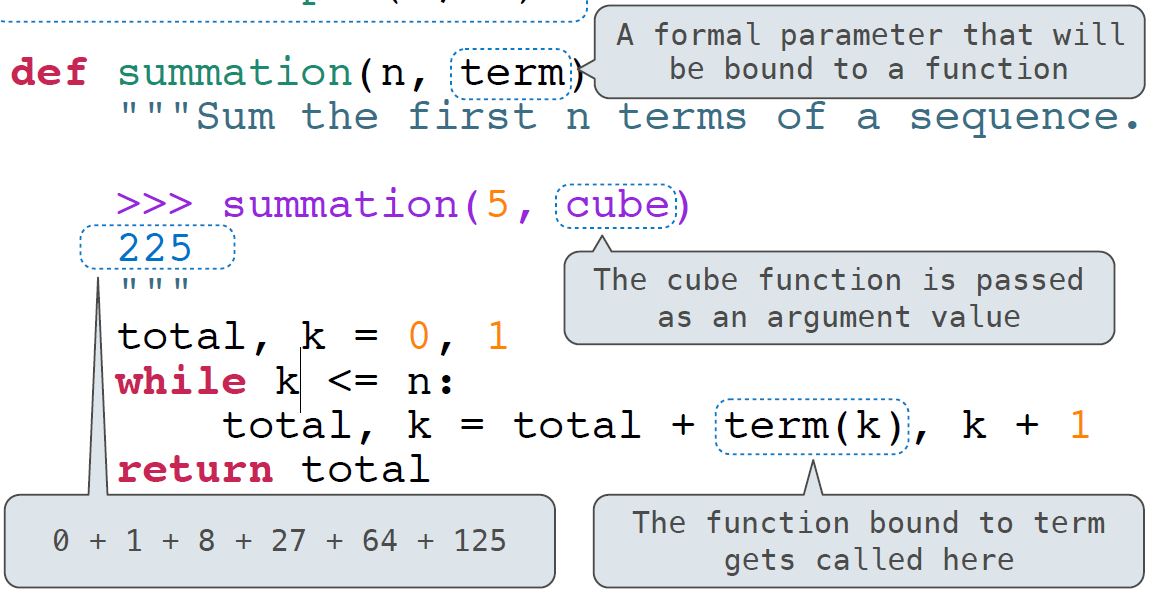 A formal parameter that will
be bound to a function
def summation(n, term)
"""Sum the first n terms of a sequence.
>>> summation(5, cube)
225
"""
The cube function is passed
as an argument value
total, k = 0, 1
while k <= n:
total, k = total + term(k), k + 1
return total
0 + 1 + 8 + 27 + 64 + 125
The function bound to term
gets called here